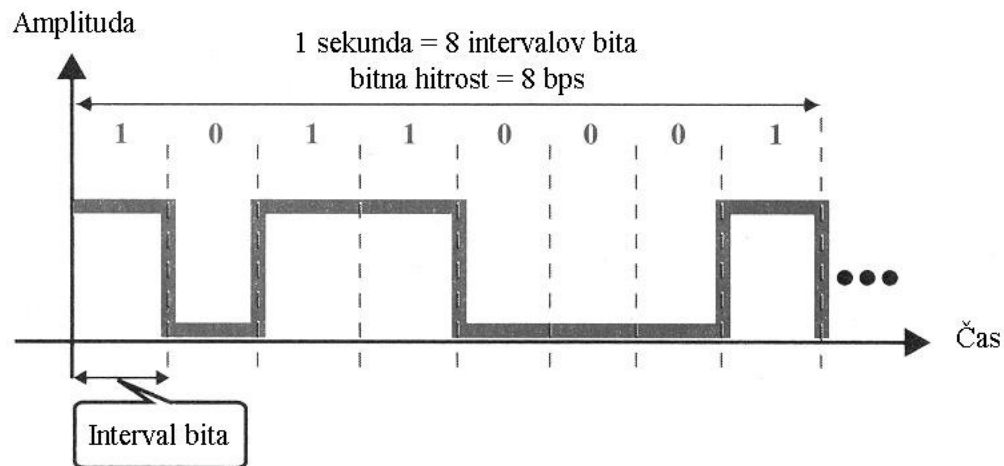 Amplituda
1 sekunda = 8 intervalov bita
bitna hitrost = 8 bps
1 0 1 1 0 0 0 1
Čas
Interval bita